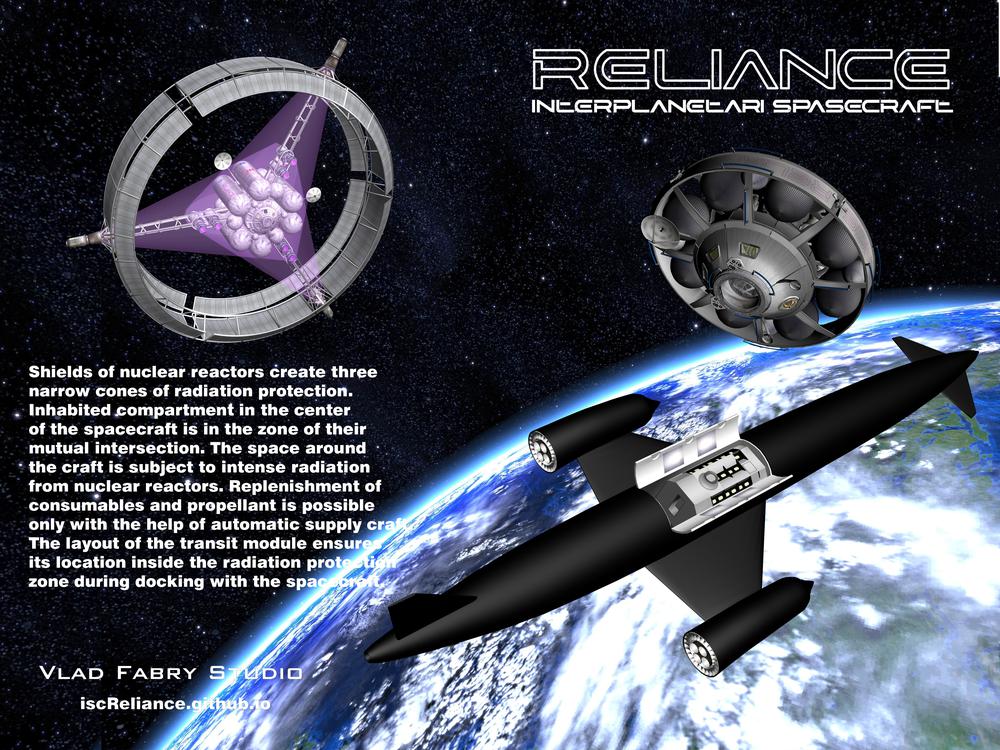 RELIANCE
INTERPLANETARI SPASECRAFT
Shields of nuclear reactors create three
narrow cones of radiation protection.
Inhabited compartment in the center
of the spacecraft is in the zone of their
mutual intersection. The space around
the craft is subject to intense radiation
from nuclear reactors. Replenishment of
consumables and propellant is possible
only with the help of automatic supply craft.
The layout of the transit module ensures
its location inside the radiation protection
zone during docking with the spacecraft.
Vlad Fabry Studio
iscReliance.github.io